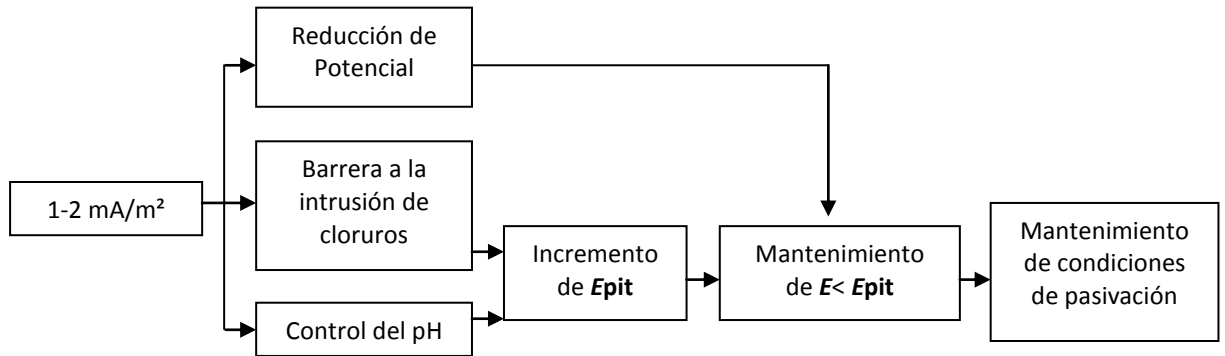 Reducción de
Potencial
Barrera a la
intrusión de
cloruros
1-2 mA/m²
Control del pH
Incremento
de Epit
Mantenimiento
de E< Epit
Mantenimiento
de condiciones
de pasivación